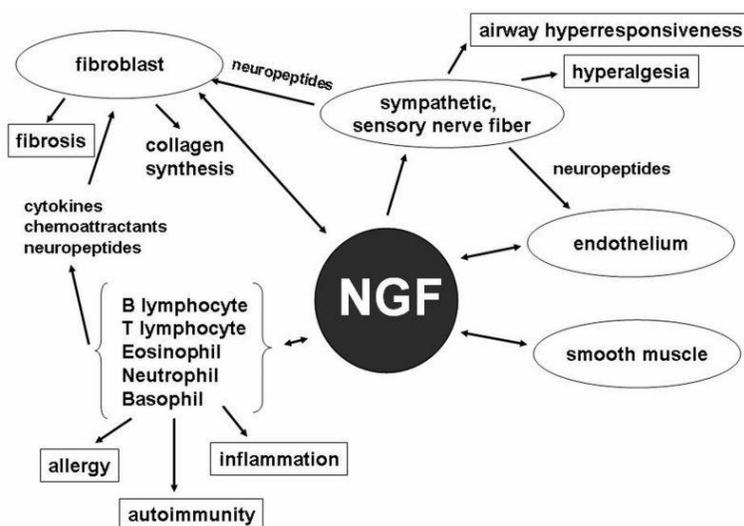 airway hyperresponsiveness
fibroblast
neuropeptides
hyperalgesia
sympathetic,
sensory nerve fiber
fibrosis
collagen
synthesis
neuropeptides
cytokines
chemoattractants
neuropeptides
endothelium
NGF
B lymphocyte
T lymphocyte
Eosinophil
Neutrophil
Basophil
smooth muscle
allergy
inflammation
autoimmunity